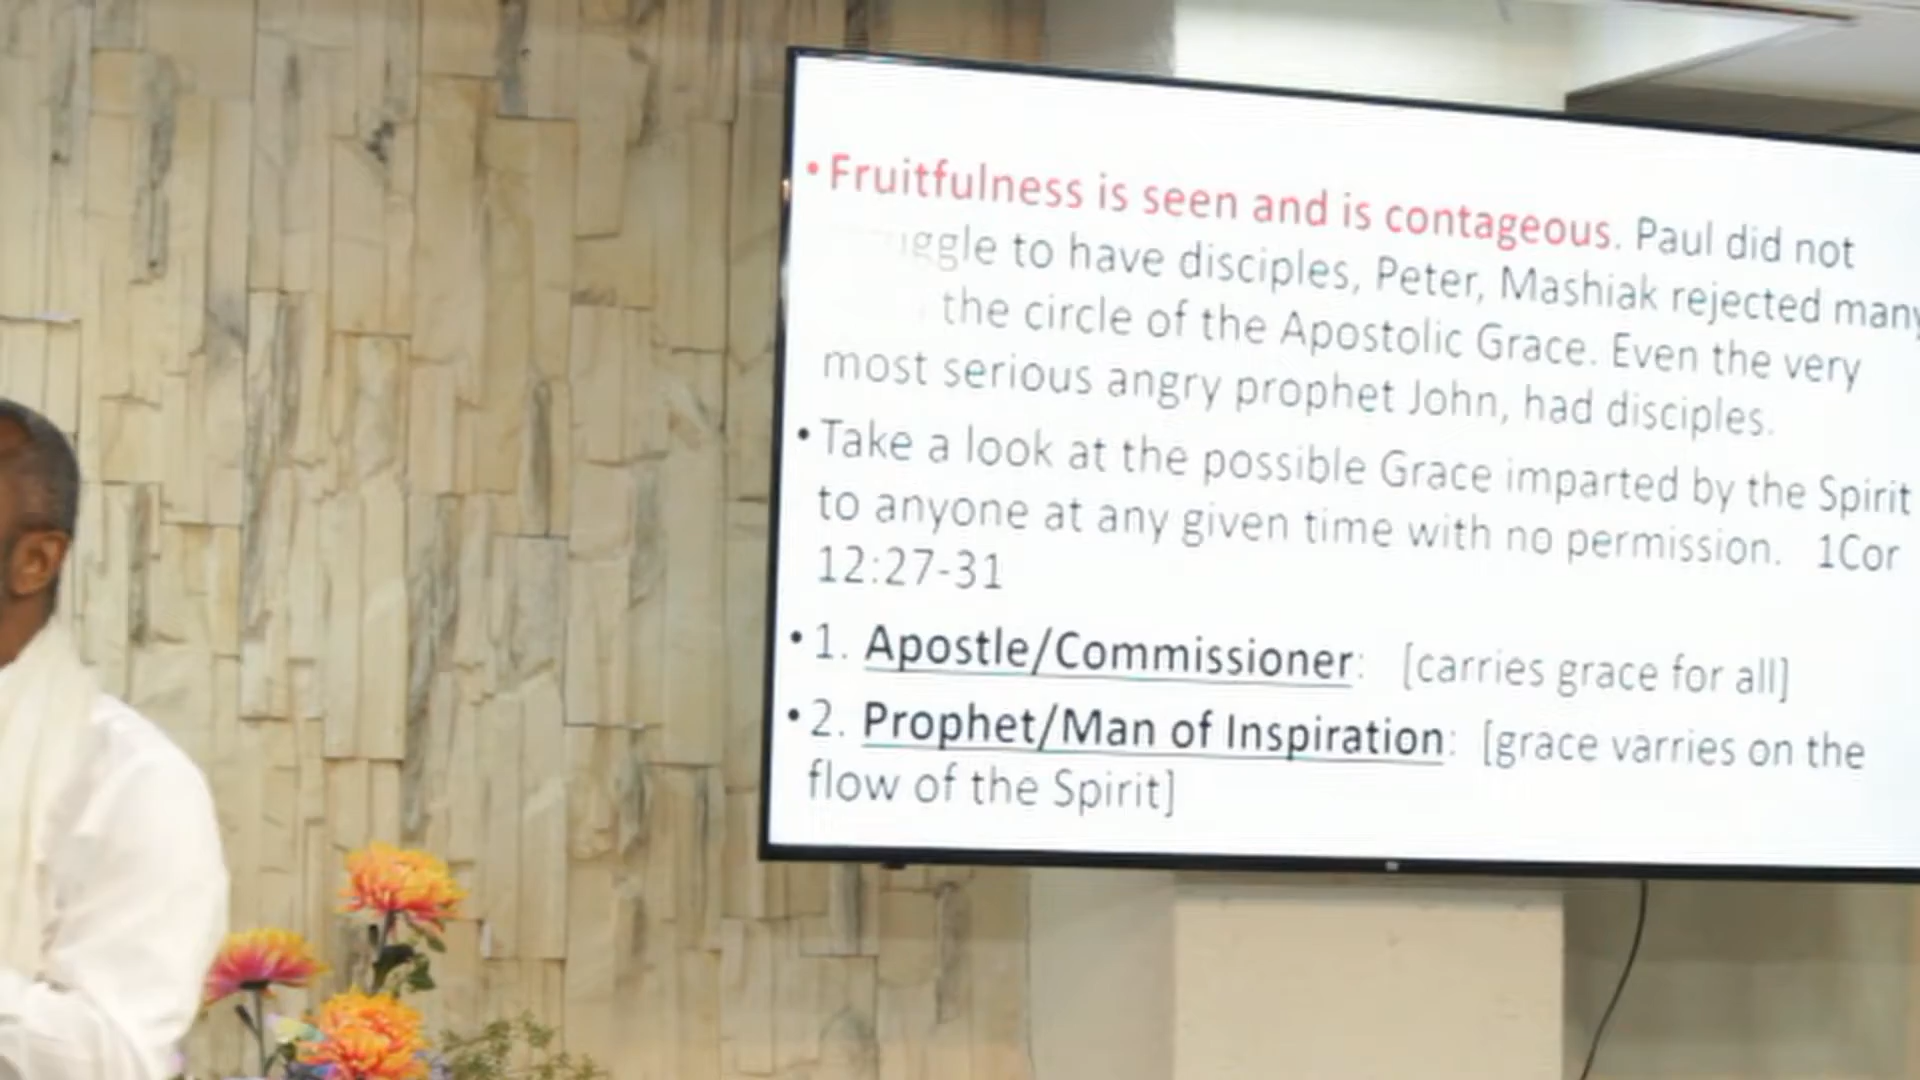 • Fruitfulness is seen and is contageous. Paul did not
to have disciples, Peter, Mashiak rejected many
the circle of the Apostolic Grace. Even the very
most serious angry prophet John, had disciples.
• Take a look at the possible Grace imparted by the Spirit
to anyone at any given time with no permission. 1Cor
12:27-31
• 1. Apostle/Commissioner: [carries grace for all]
• 2. Prophet/Man of Inspiration: [grace varries on the
flow of the Spirit]